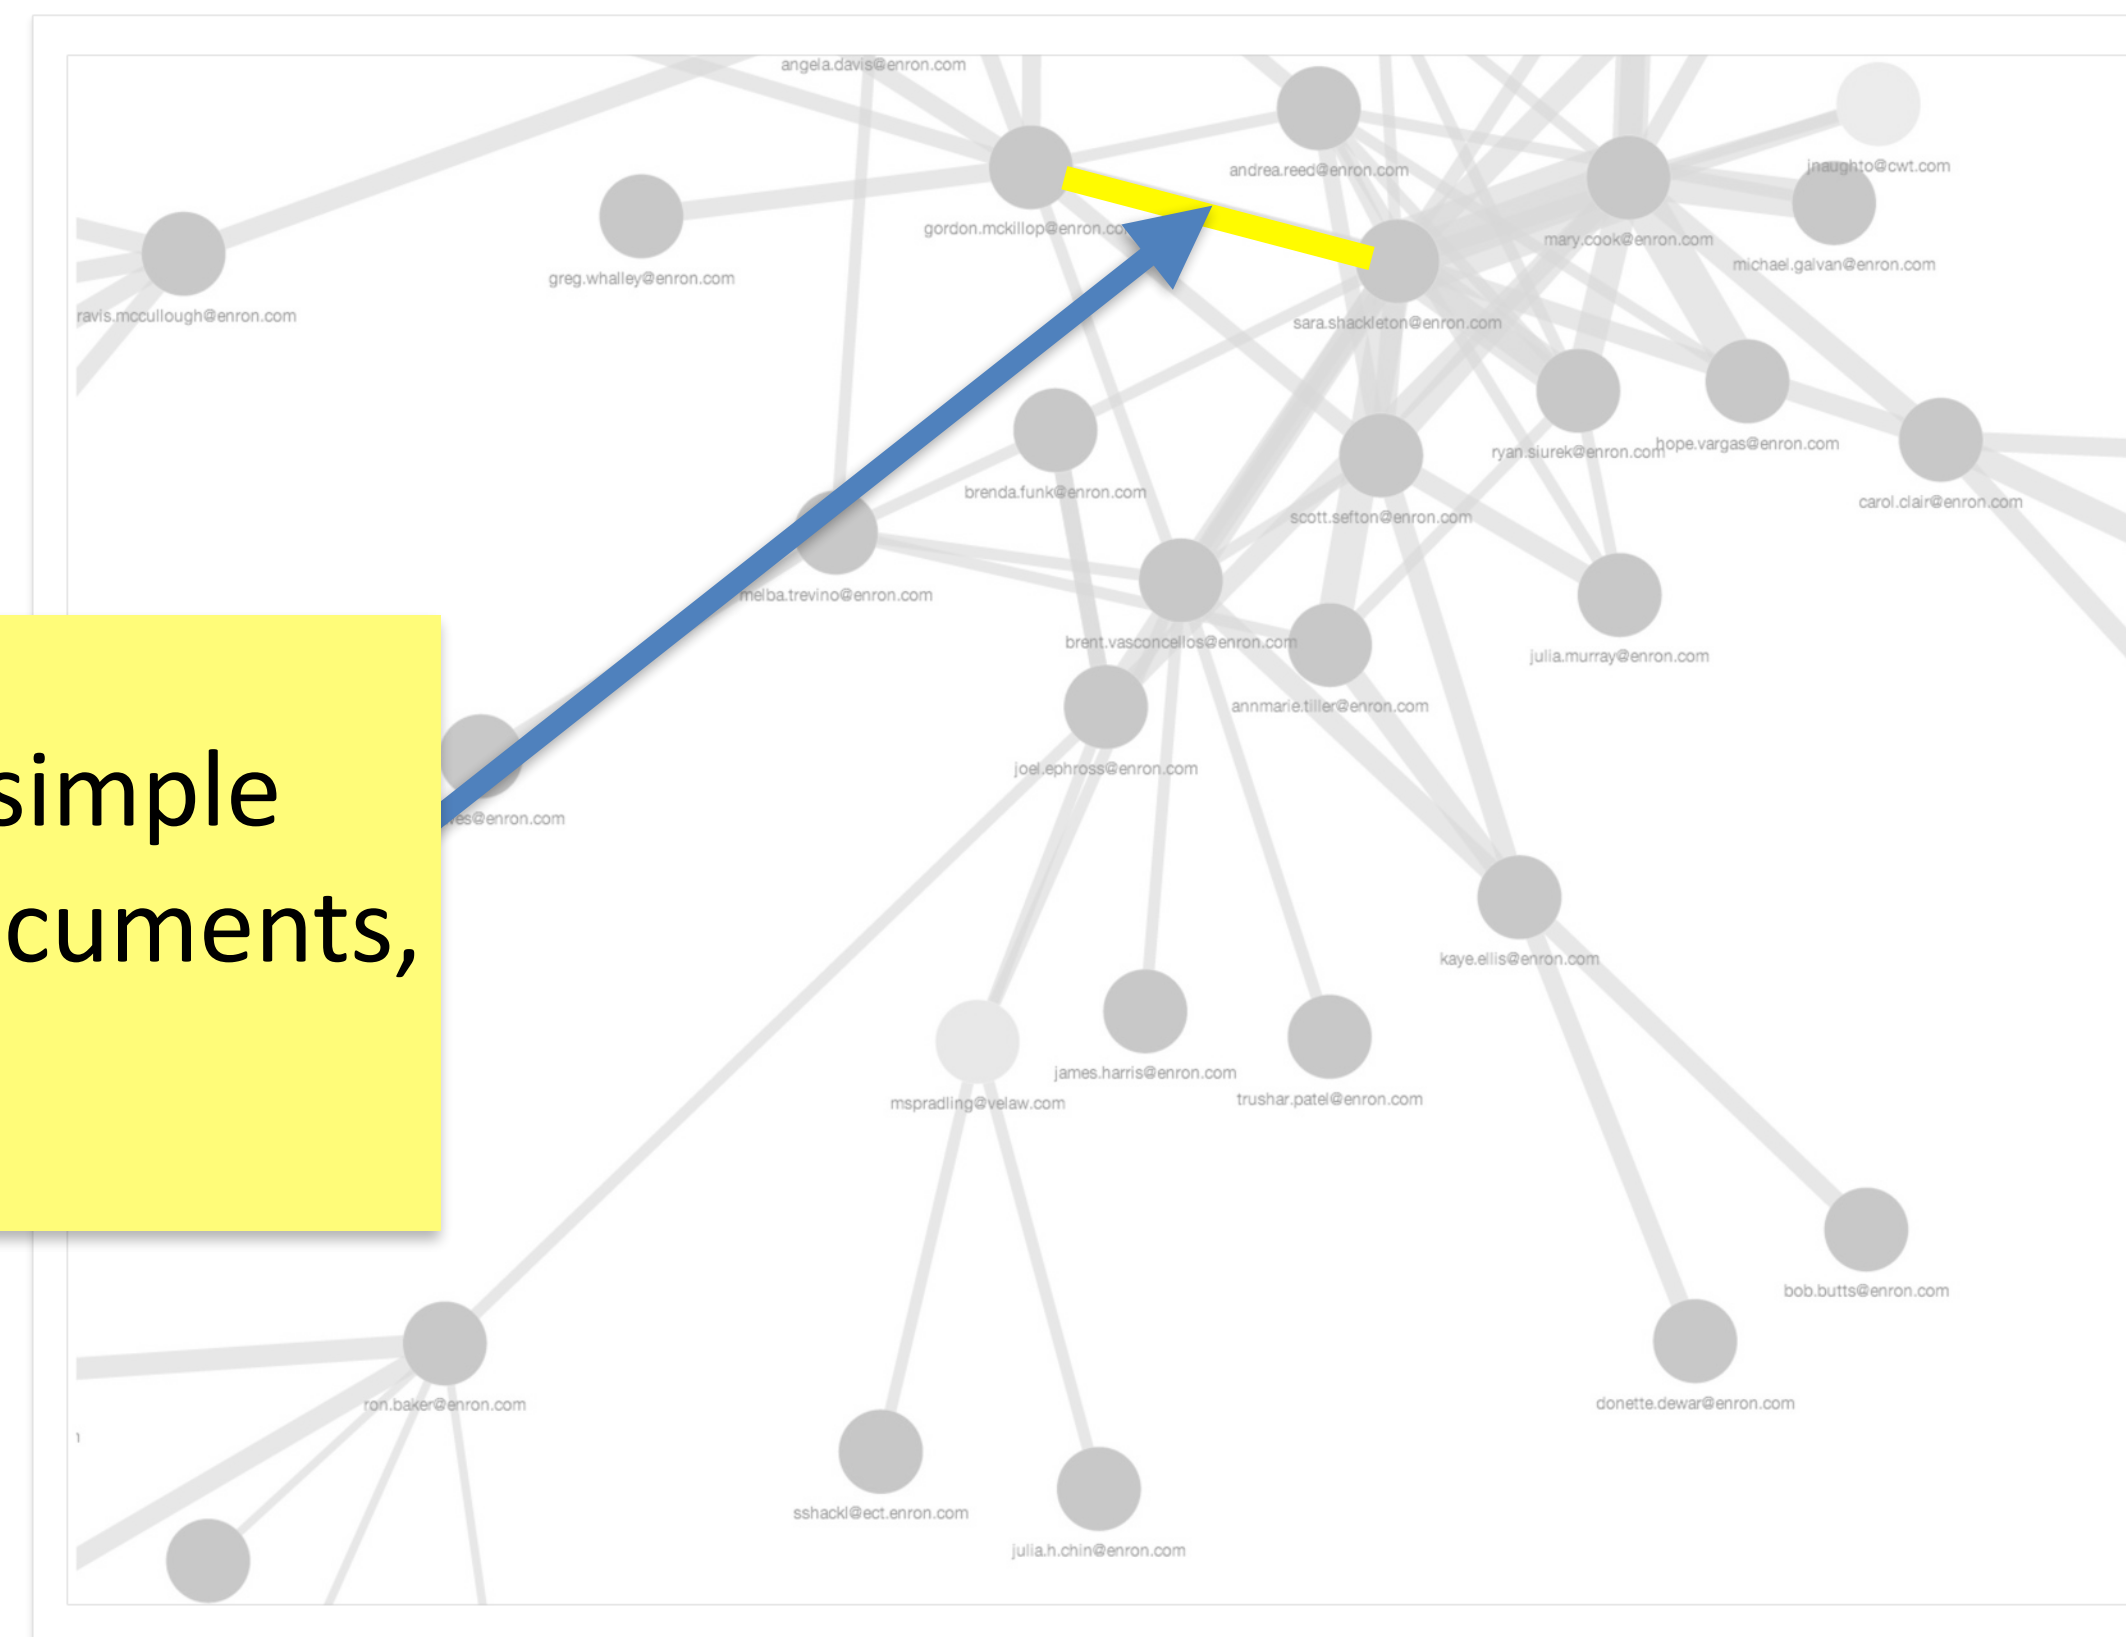 angela.davis@enron.com
andrea.reed@enron.com
jnaughto@cwt.com
gordon.mckillop@enron.co
mary.cook@enron.com
michael.galvan@enron.com
greg.whalley@enron.com
ravis.mccullough@enron.com
sara.shackleton@enron.com
ryan.siurek@enron.com
hope.vargas@enron.com
brenda.funk@enron.com
scott.sefton@enron.com
carol.clair@enron.com
melba.trevino@enron.com
brent.vasconcellos@enron.com
julia.murray@enron.com
annmarie.tiller@enron.com
joel.ephross@enron.com
simple
cuments,
es@enron.com
kaye.ellis@enron.com
james.harris@enron.com
mspradling@velaw.com
trushar.patel@enron.com
bob.butts@enron.com
ron.baker@enron.com
donette.dewar@enron.com
sshackl@ect.enron.com
julia.h.chin@enron.com